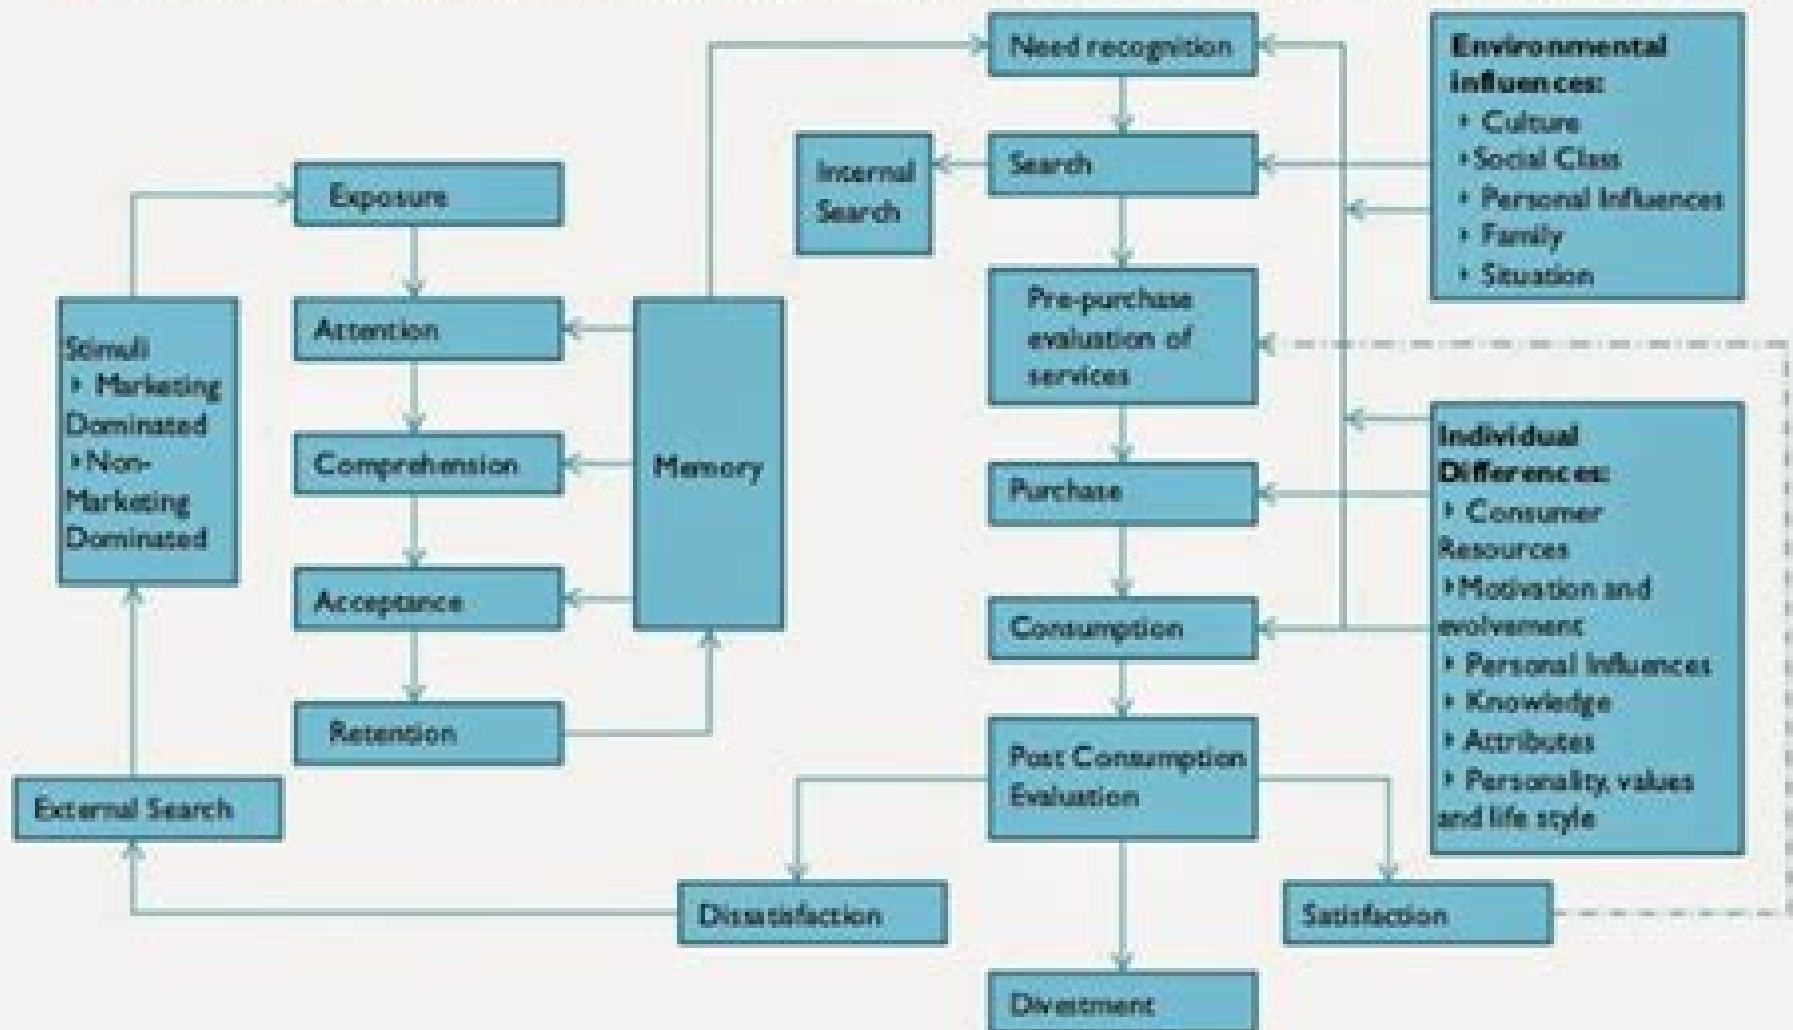 Need recognition
Environmental
Influences:
‣ Culture
‣Social Class
‣ Personal Influences
‣ Family
‣ Situation
Internal
Search
Search
Exposure
Pre-purchase
evaluation of
services
Stimuli
‣ Marketing
Dominated
‣Non-
Marketing
Dominated
Attention
Comprehension
Memory
Acceptance
Retention
Purchase
Individual
Differences:
‣ Consumer
Resources
‣Motivation and
evolvement
‣ Personal Influences
‣ Knowledge
‣ Attributes
‣ Personality, values
and life style
Consumption
Post Consumption
Evaluation
External Search
Dissatisfaction
Satisfaction
Divestment